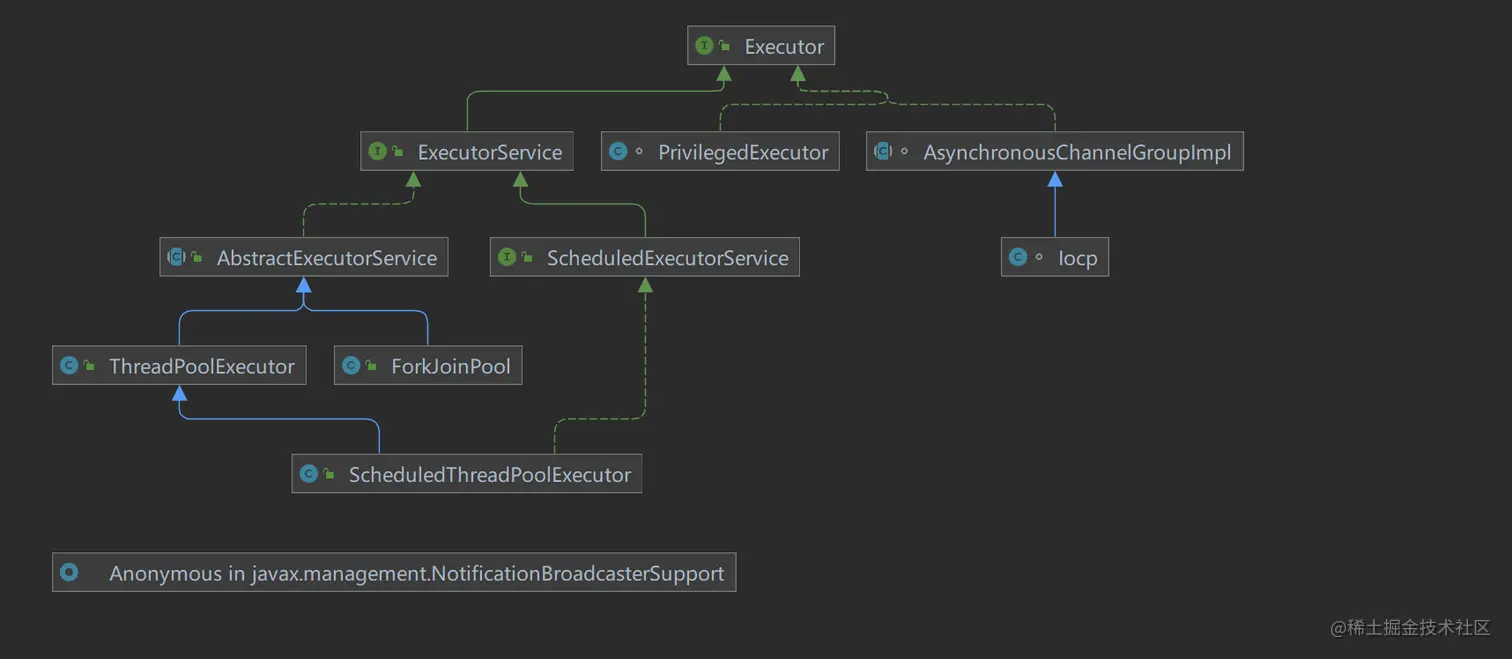 Executor
ExecutorService
PrivilegedExecutor
AsynchronousChannelGroupImpl
AbstractExecutorService
ScheduledExecutorService
Iocp
ThreadPoolExecutor
ForkJoinPool
ScheduledThreadPoolExecutor
Anonymous in javax.management.NotificationBroadcasterSupport
@稀土掘金技术社区